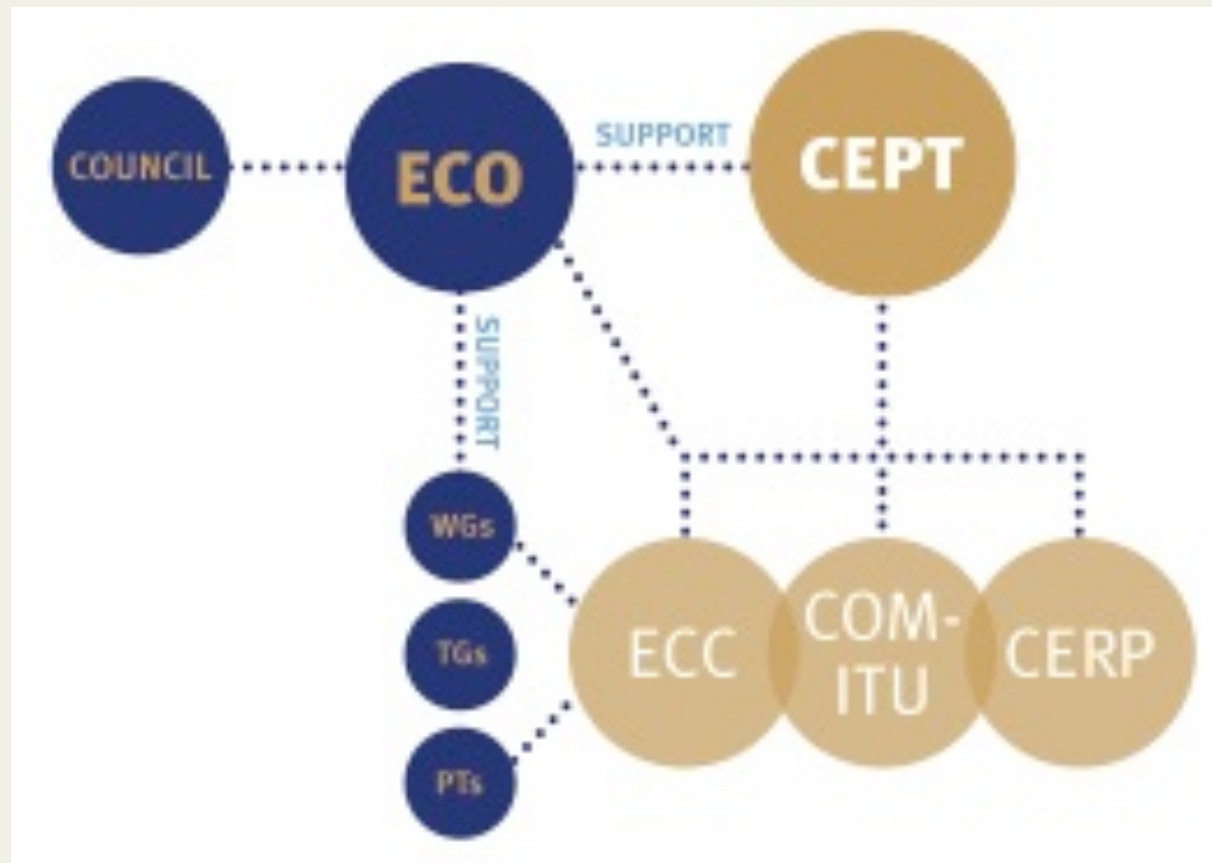 COUNCIL
ECO
SUPPORT
CEPT
SUPPORT
WGs
TGs
PTs
ECC
COM-
ITU
CERP